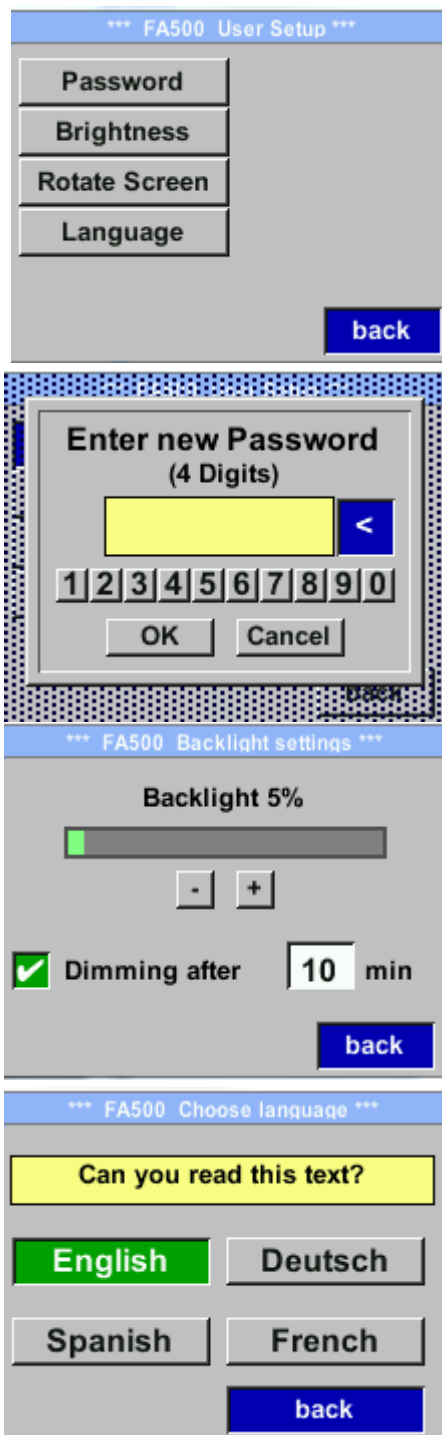 *** FA500 User Setup ***
Password
Brightness
Rotate Screen
Language
back
Enter new Password
(4 Digits)
<
1 2 3 4 5 6 7 8 9 0
OK Cancel
back
*** FA500 Backlight settings ***
Backlight 5%
- +
Dimming after 10 min
back
*** FA500 Choose language ***
Can you read this text?
English Deutsch
Spanish French
back